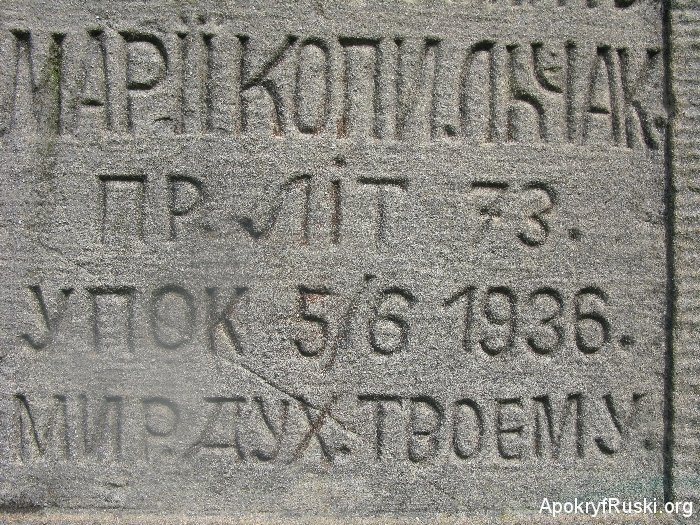 МАРІЇ КОПИЛЬЧАК.
ПР. ЛІТ 73.
УПОК 5/6 1936.
МИР. ДУХ. ТВОЕМУ.
ApokryfRuski.org